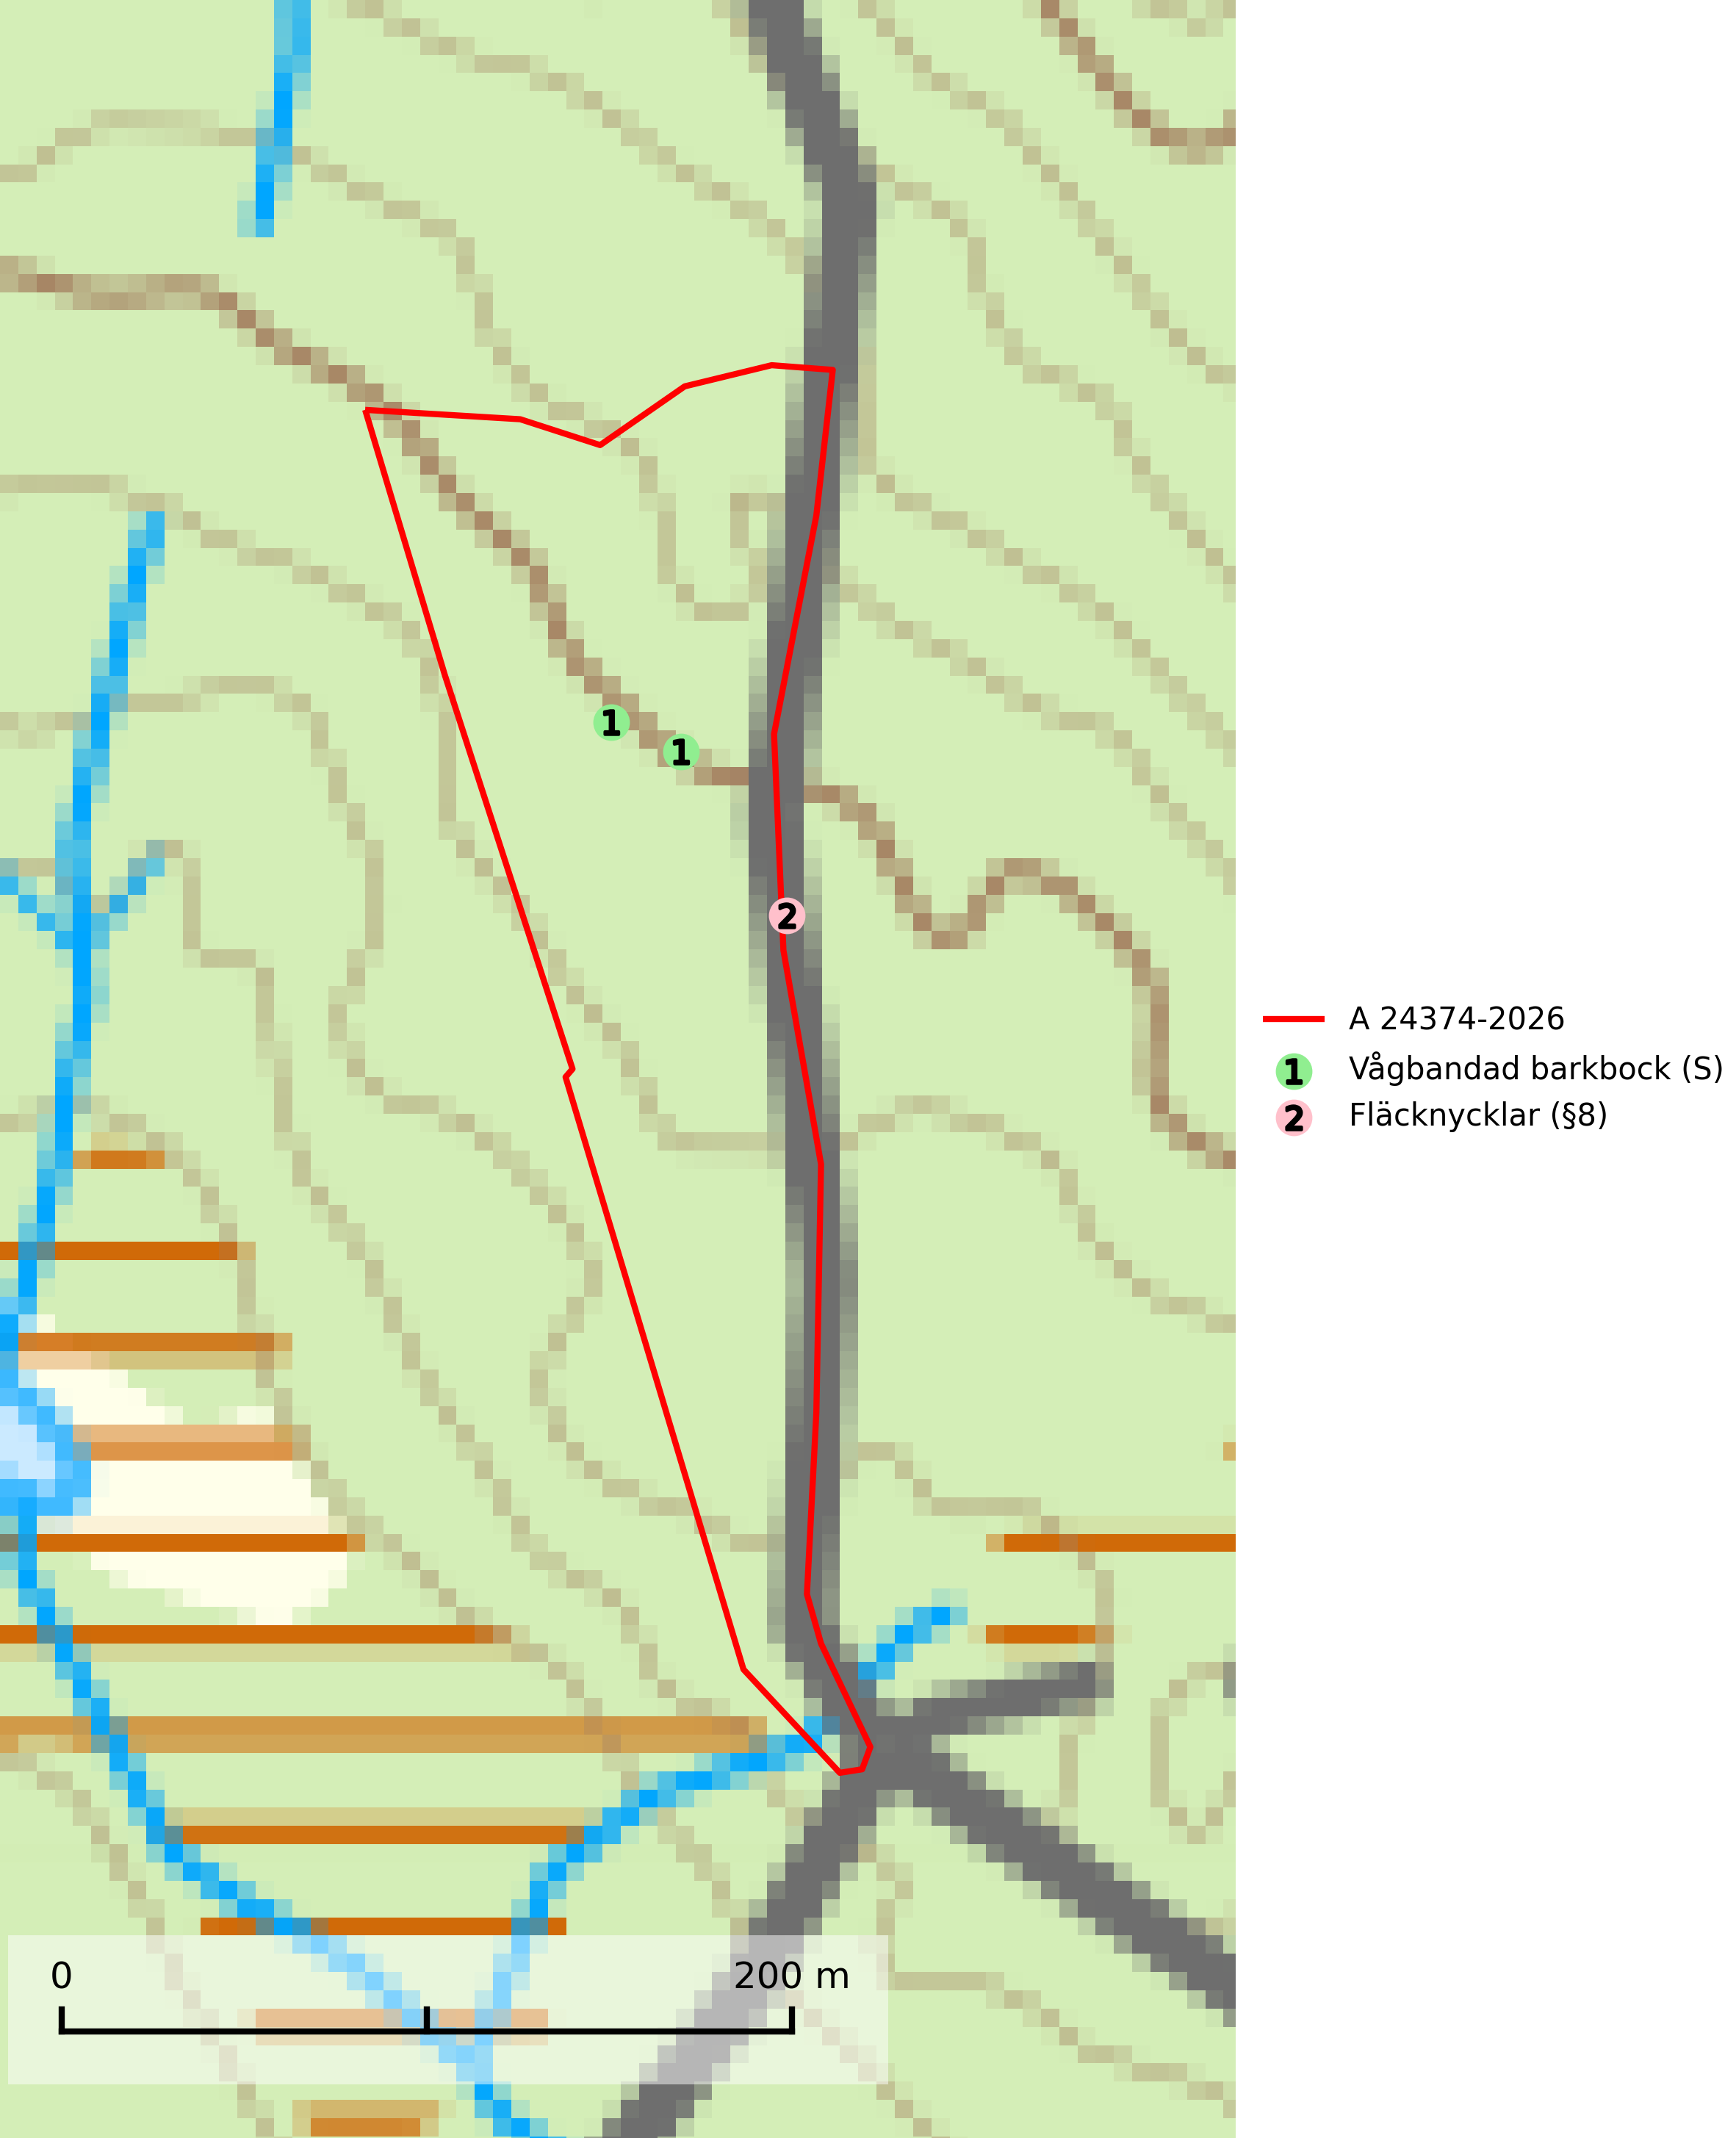 1
1
2
A 24374-2026
1 Vågbandad barkbock (S)
2 Fläcknycklar (§8)
0 200 m